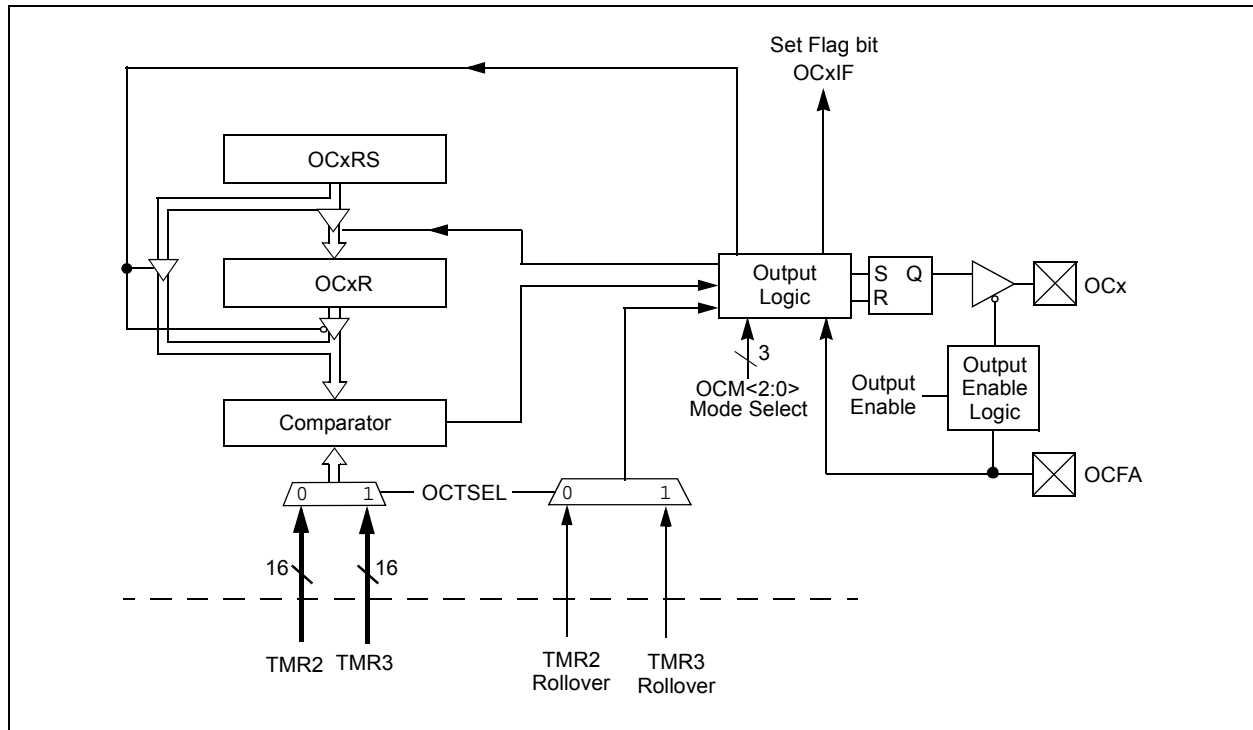 Set Flag bit
OCxIF
OCxRS
OCxR
Comparator
Output
Logic
S Q
R
OCx
3
OCM<2:0>
Mode Select
Output
Enable
Output
Enable
Logic
OCFA
0 1
OCTSEL
0 1
16
16
TMR2
TMR3
TMR2
Rollover
TMR3
Rollover